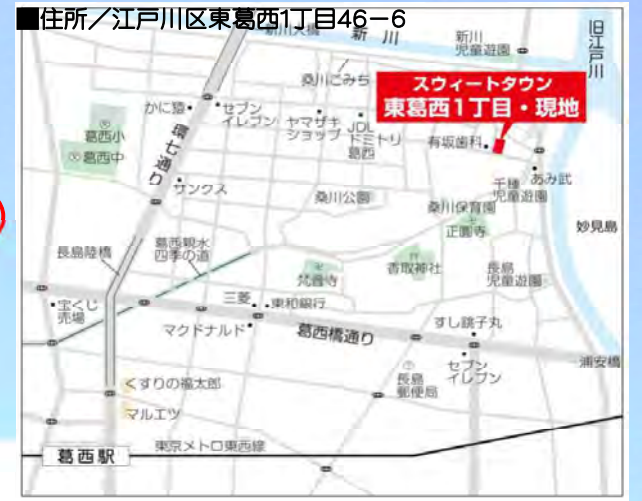 ■住所／江戸川区東葛西1丁目46－6
新川大橋
新川
新川
児童遊園
旧江戸川
桑川こみち
スウィートタウン
東葛西1丁目・現地
かに猿
セブン
イレブン
ヤマザキ
ショップ
JDL
ドミトリ
葛西
有坂歯科
葛西小
葛西中
環七通り
サンクス
桑川公園
千種
児童遊園
あみ武
桑川保育園
正圓寺
妙見島
長島陸橋
葛西親水
四季の道
梵音寺
香取神社
長島
児童遊園
宝くじ
売場
三菱
東和銀行
マクドナルド
葛西橋通り
すし銚子丸
セブン
イレブン
浦安橋
長島
郵便局
くすりの福太郎
マルエツ
東京メトロ東西線
葛西駅